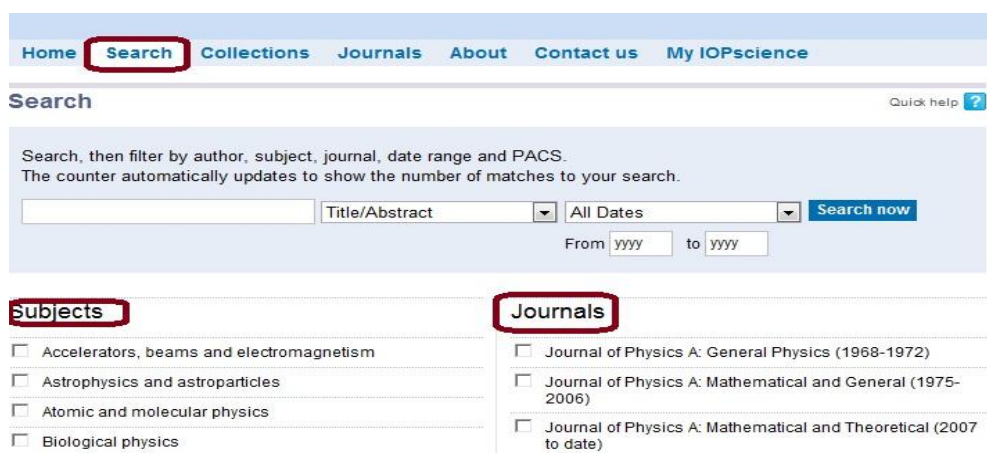 Home Search Collections Journals About Contact us My IOPscience
Search
Quick help ?
Search, then filter by author, subject, journal, date range and PACS.
The counter automatically updates to show the number of matches to your search.
Title/Abstract All Dates Search now
From yyyy to yyyy
Subjects
Accelerators, beams and electromagnetism
Astrophysics and astroparticles
Atomic and molecular physics
Biological physics
Journals
Journal of Physics A: General Physics (1968-1972)
Journal of Physics A: Mathematical and General (1975-
2006)
Journal of Physics A: Mathematical and Theoretical (2007
to date)